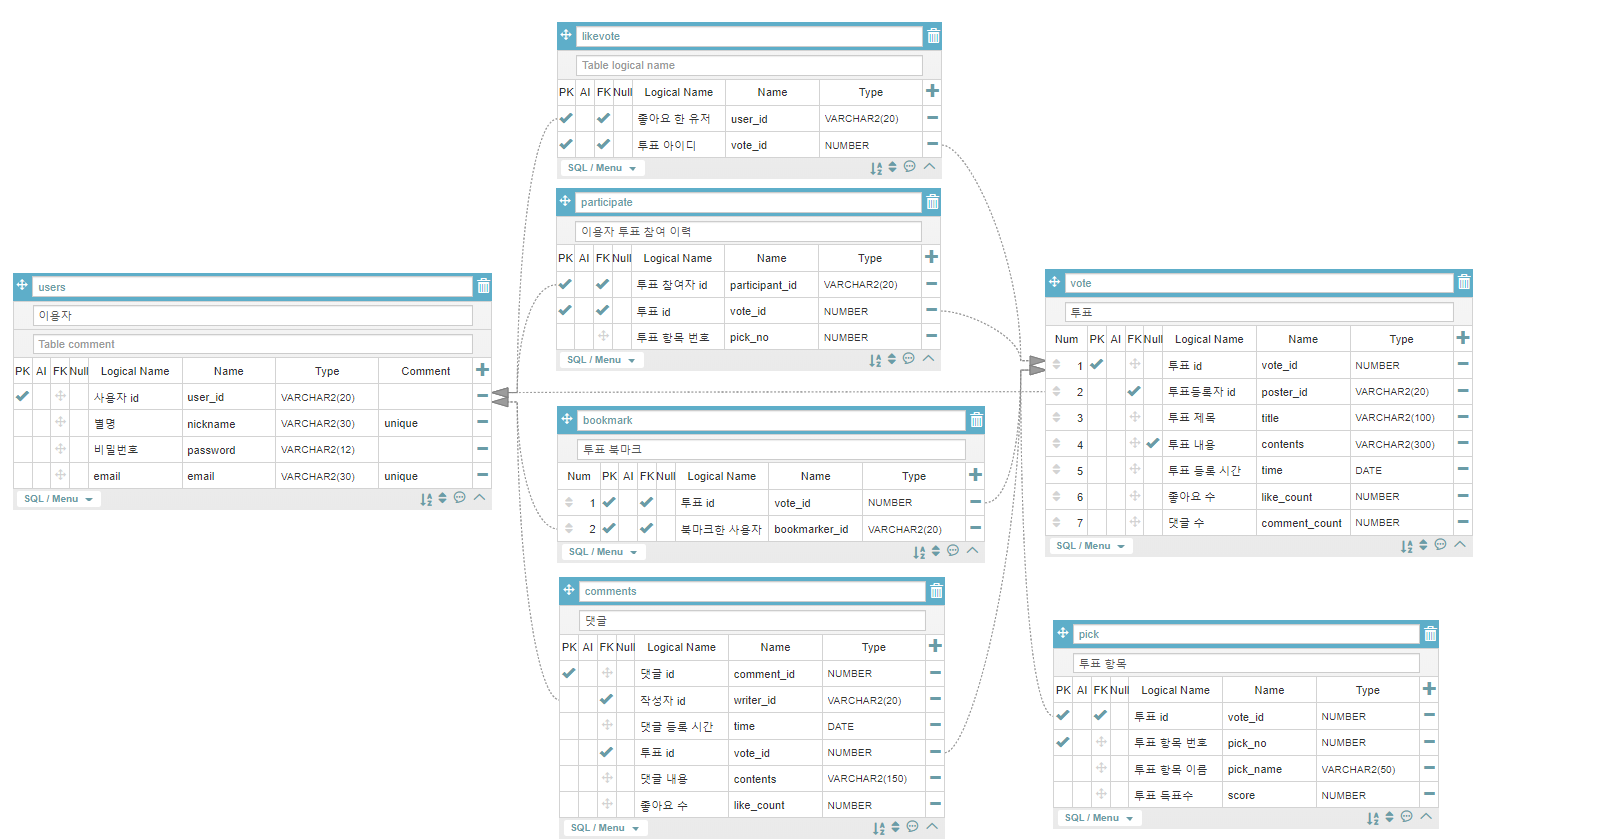 likevote
Table logical name
PK AI FK Null Logical Name Name Type
좋아요 한 유저 user_id VARCHAR2(20)
투표 아이디 vote_id NUMBER
SQL / Menu
participate
이용자 투표 참여 이력
PK AI FK Null Logical Name Name Type
투표 참여자 id participant_id VARCHAR2(20)
투표 id vote_id NUMBER
투표 항목 번호 pick_no NUMBER
SQL / Menu
users
이용자
Table comment
PK AI FK Null Logical Name Name Type Comment
사용자 id user_id VARCHAR2(20)
별명 nickname VARCHAR2(30) unique
비밀번호 password VARCHAR2(12)
email email VARCHAR2(30) unique
SQL / Menu
bookmark
투표 북마크
Num PK AI FK Null Logical Name Name Type
1 투표 id vote_id NUMBER
2 북마크한 사용자 bookmarker_id VARCHAR2(20)
SQL / Menu
comments
댓글
PK AI FK Null Logical Name Name Type
댓글 id comment_id NUMBER
작성자 id writer_id VARCHAR2(20)
댓글 등록 시간 time DATE
투표 id vote_id NUMBER
댓글 내용 contents VARCHAR2(150)
좋아요 수 like_count NUMBER
SQL / Menu
vote
투표
Num PK AI FK Null Logical Name Name Type
1 투표 id vote_id NUMBER
2 투표등록자 id poster_id VARCHAR2(20)
3 투표 제목 title VARCHAR2(100)
4 투표 내용 contents VARCHAR2(300)
5 투표 등록 시간 time DATE
6 좋아요 수 like_count NUMBER
7 댓글 수 comment_count NUMBER
SQL / Menu
pick
투표 항목
PK AI FK Null Logical Name Name Type
투표 id vote_id NUMBER
투표 항목 번호 pick_no NUMBER
투표 항목 이름 pick_name VARCHAR2(50)
투표 득표수 score NUMBER
SQL / Menu